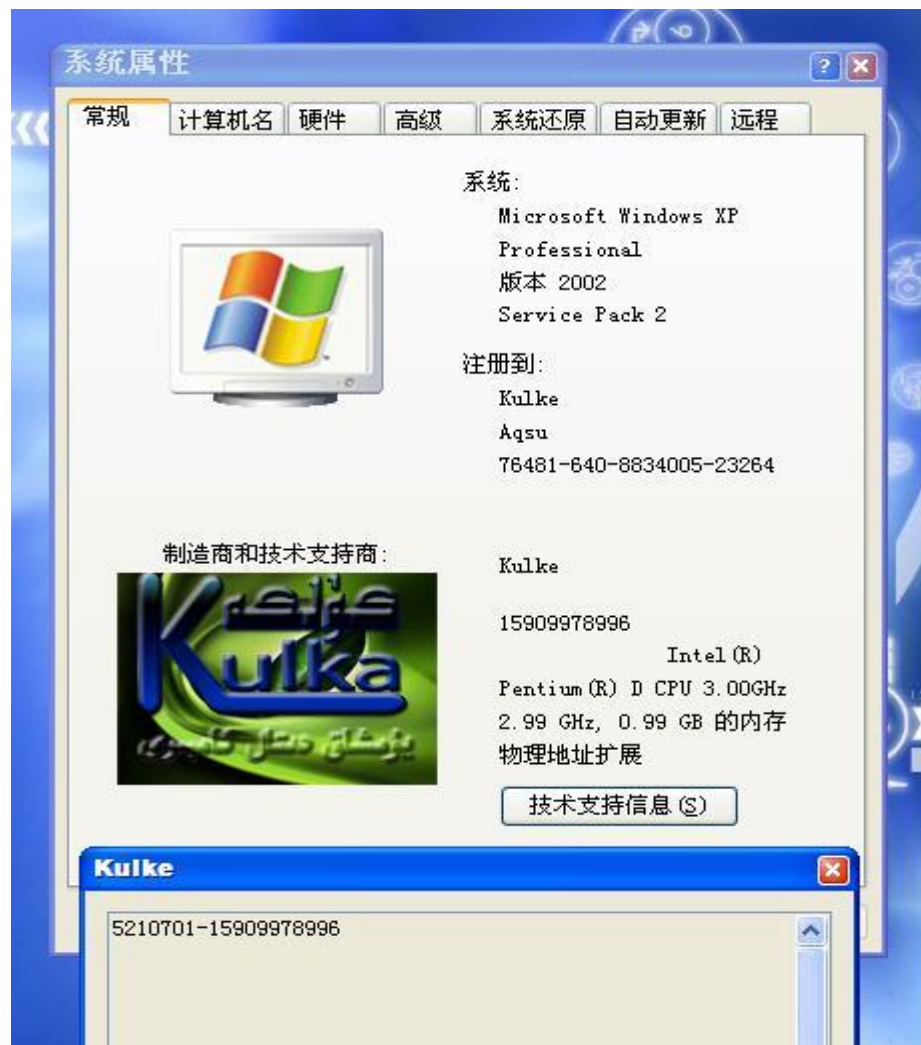 系统属性
常规 计算机名 硬件 高级 系统还原 自动更新 远程
系统:
Microsoft Windows XP
Professional
版本 2002
Service Pack 2
注册到:
Kulke
Aqsu
76481-640-8834005-23264
制造商和技术支持商:
Kulka
Kulke
15909978996
Intel(R)
Pentium(R) D CPU 3.00GHz
2.99 GHz, 0.99 GB 的内存
物理地址扩展
技术支持信息(S)
Kulke
5210701-15909978996